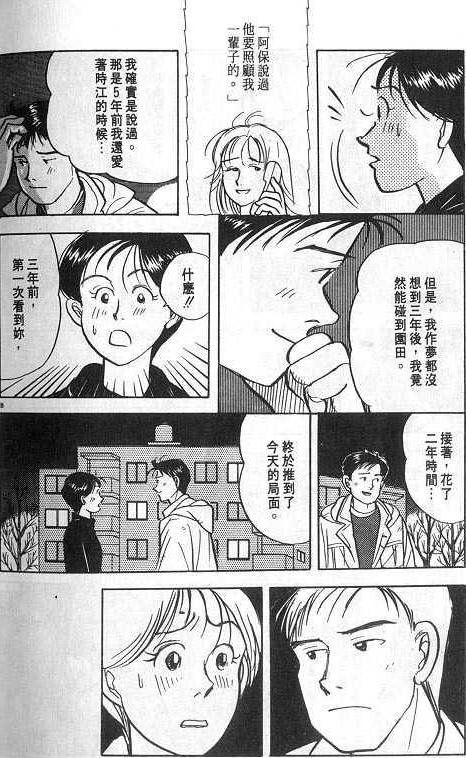 「阿保說過
他要照顧我
一輩子的。」
我確實是說過。
那是5年前我還愛
著時江的時候…
但是，我作夢都沒
想到三年後，我竟
然能碰到園田。
什麼!!
三年前，
第一次看到妳，
接著，花了
二年時間…
終於推到了
今天的局面。